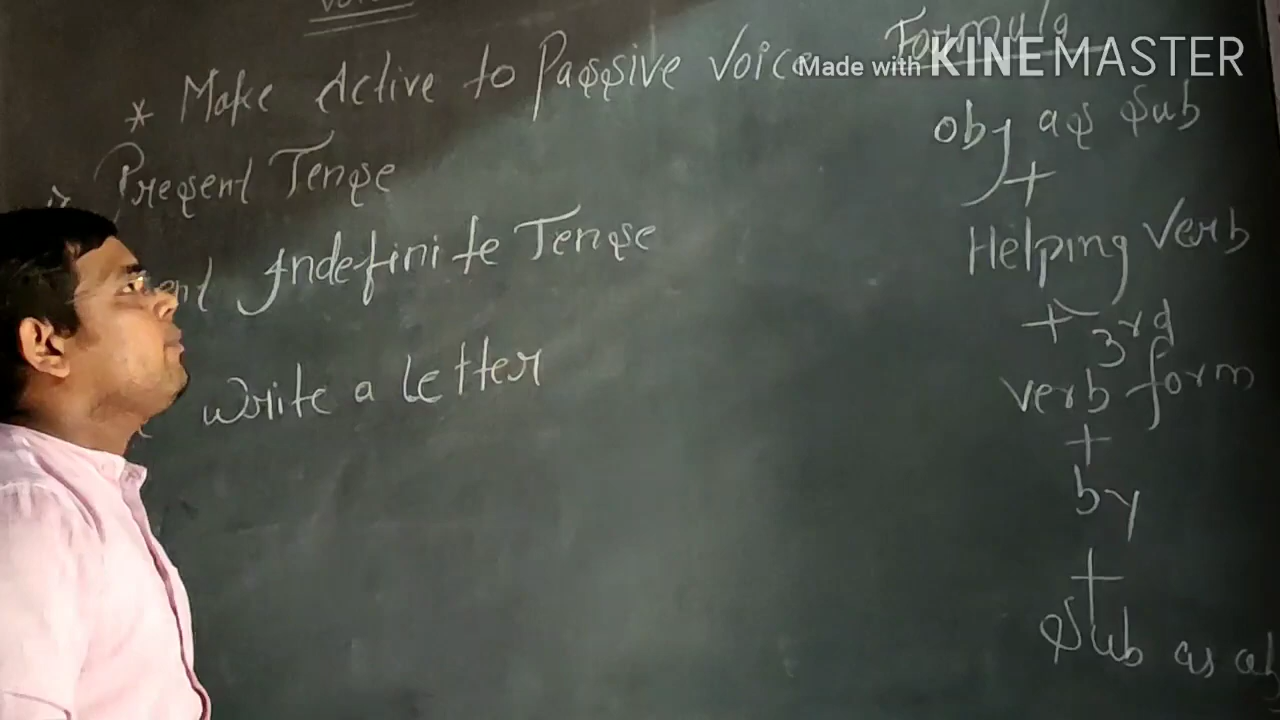 * Make Active to Passive Voice
Present Tense
Indefinite Tense
Write a letter
Formula
obj as Sub
+
Helping Verb
+ 3rd
verb form
+
by
+
Sub as
Made with KINEMASTER